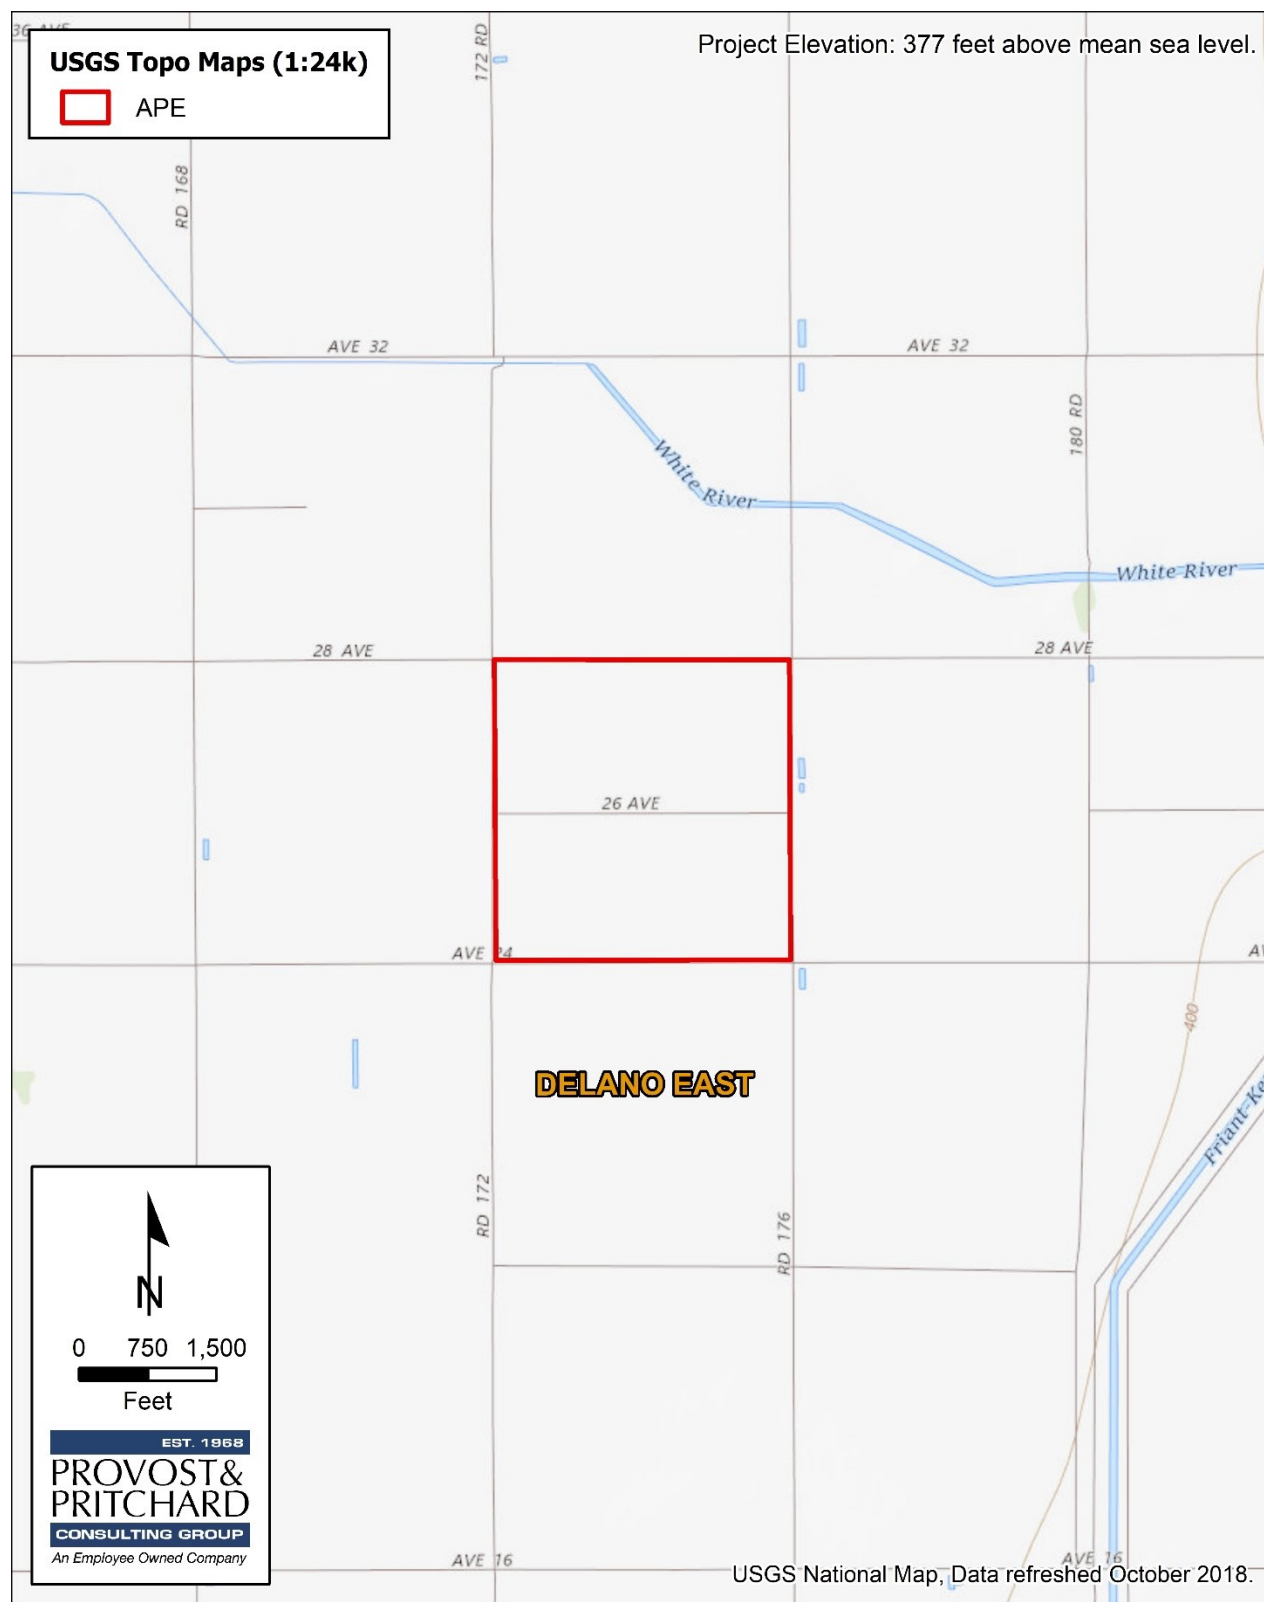 36 AVE
USGS Topo Maps (1:24k)
APE
172 RD
Project Elevation: 377 feet above mean sea level.
RD 168
AVE 32
AVE 32
180 RD
White River
White River
28 AVE
28 AVE
26 AVE
AVE 24
AV
400
DELANO EAST
Friant-Ke
RD 172
RD 176
N
0 750 1,500
Feet
EST. 1968
PROVOST&
PRITCHARD
CONSULTING GROUP
An Employee Owned Company
AVE 16
AVE 16
USGS National Map, Data refreshed October 2018.